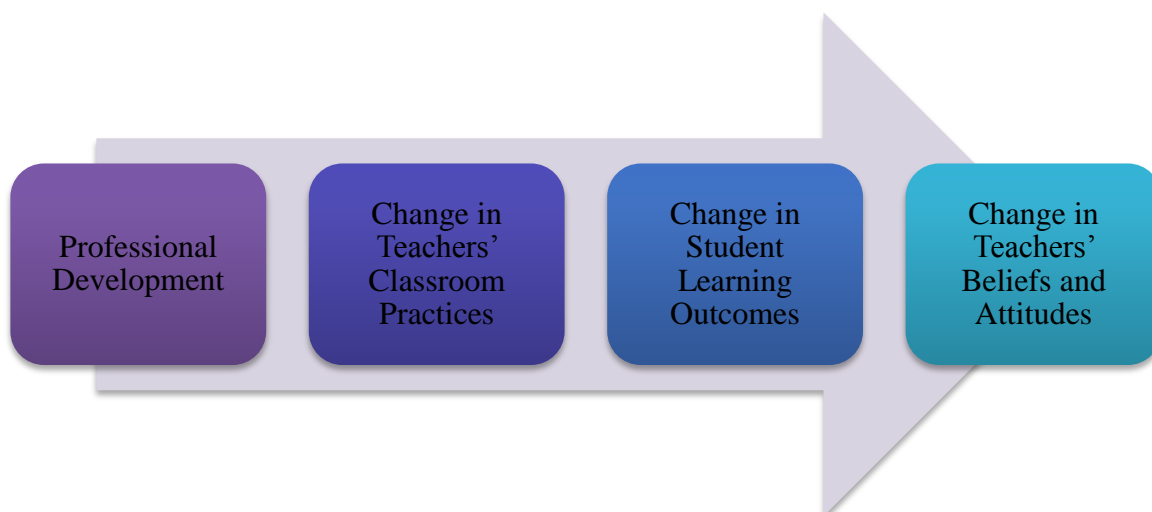 Professional
Development
Change in
Teachers’
Classroom
Practices
Change in
Student
Learning
Outcomes
Change in
Teachers’
Beliefs and
Attitudes